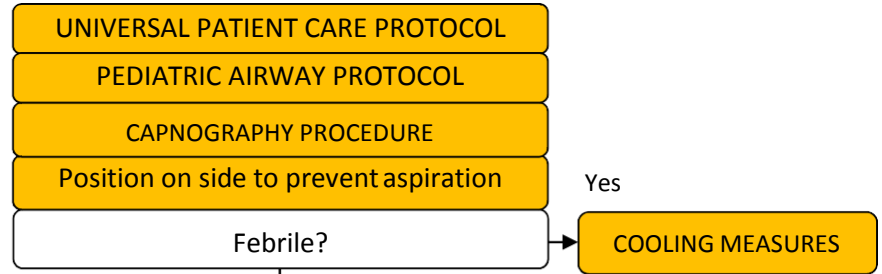 UNIVERSAL PATIENT CARE PROTOCOL
PEDIATRIC AIRWAY PROTOCOL
CAPNOGRAPHY PROCEDURE
Position on side to prevent aspiration
Yes
Febrile?
COOLING MEASURES